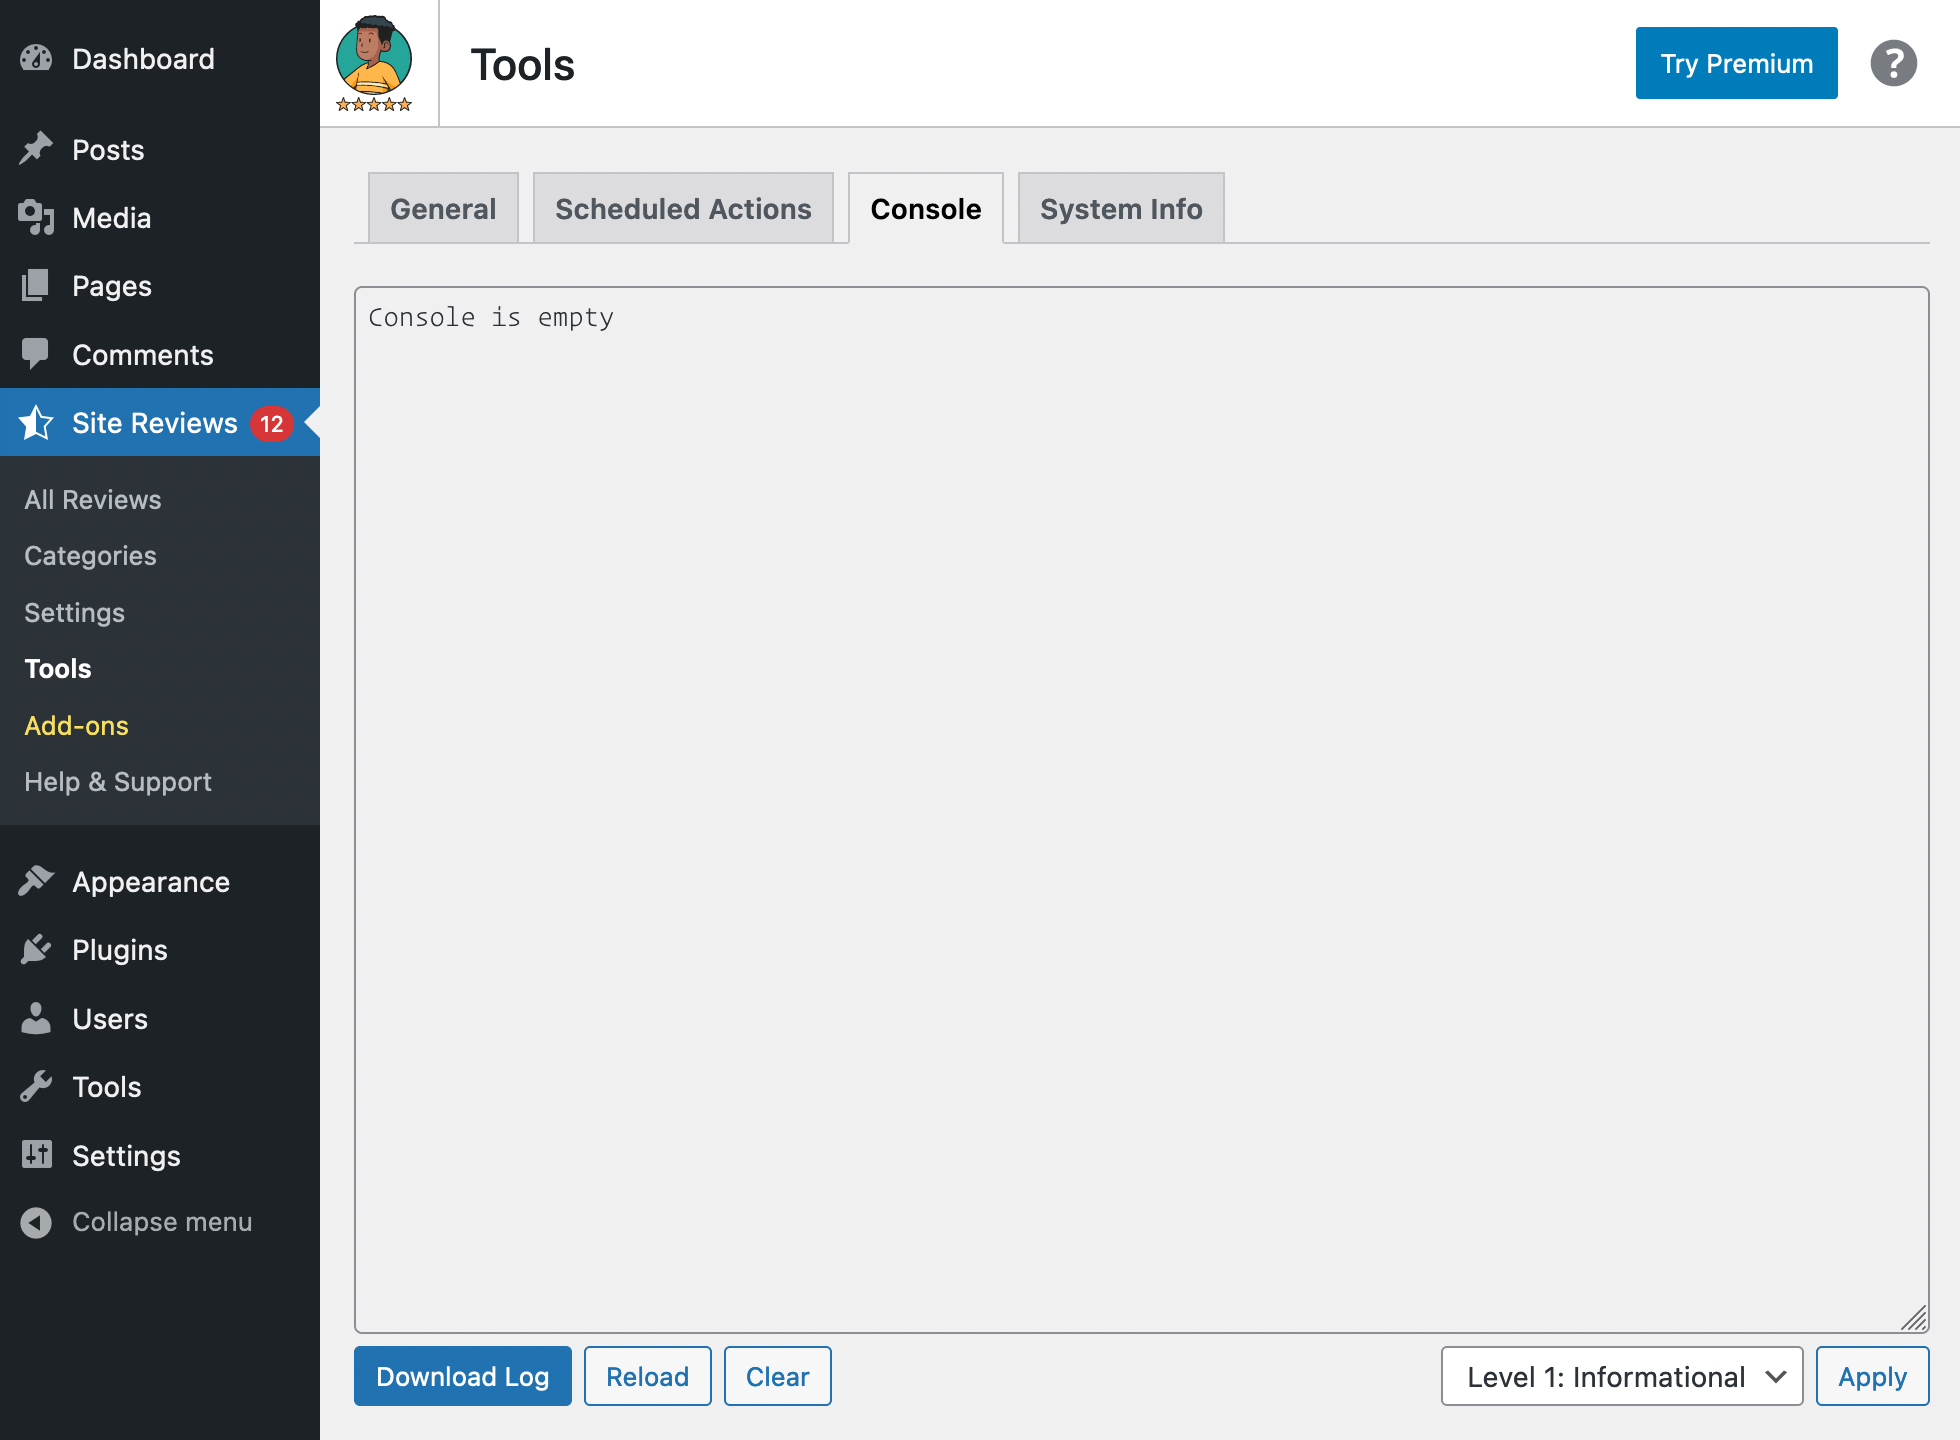 Dashboard
Posts
Media
Pages
Comments
Site Reviews 12
All Reviews
Categories
Settings
Tools
Add-ons
Help & Support
Appearance
Plugins
Users
Tools
Settings
Collapse menu
Tools
Try Premium
?
General
Scheduled Actions
Console
System Info
Console is empty
Download Log
Reload
Clear
Level 1: Informational
Apply